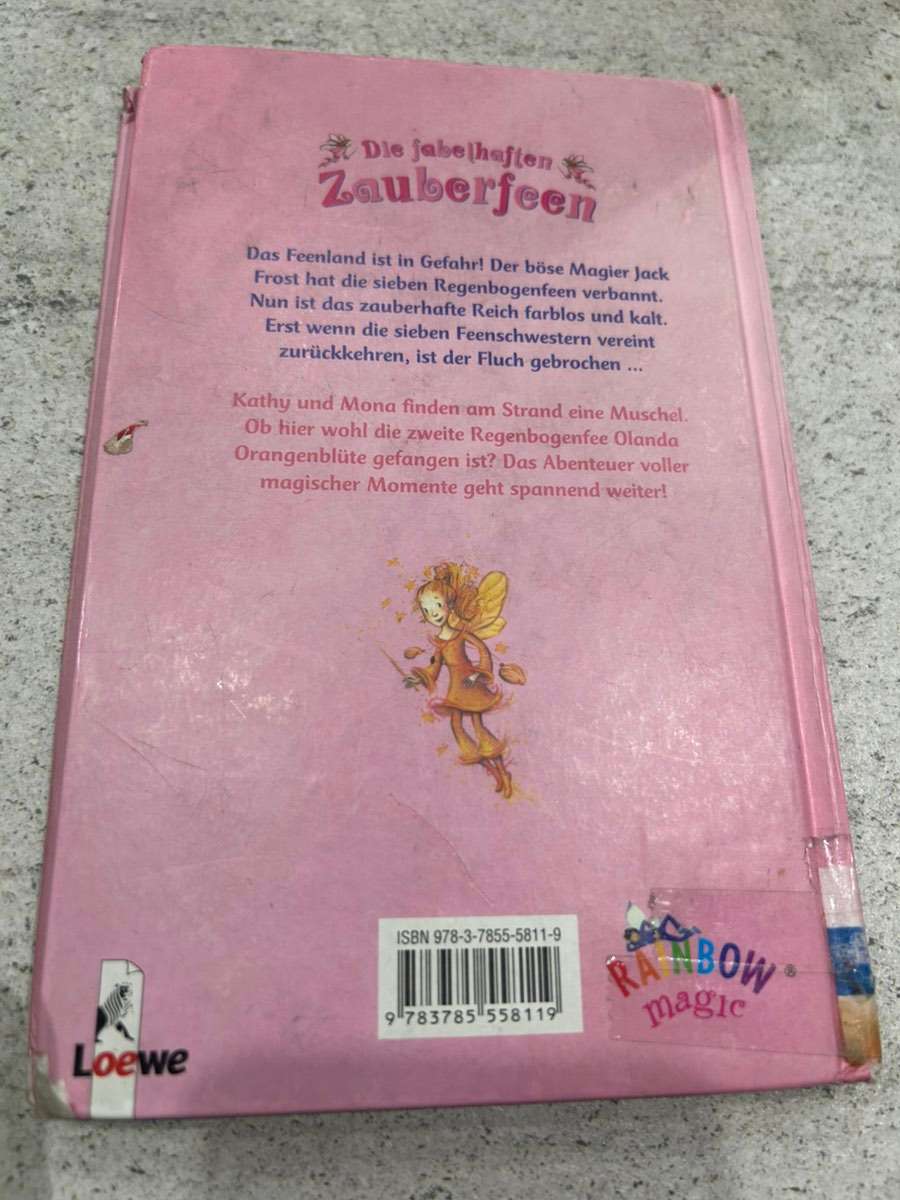 Die fabelhaften
Zauberfeen
Das Feenland ist in Gefahr! Der böse Magier Jack
Frost hat die sieben Regenbogenfeen verbannt.
Nun ist das zauberhafte Reich farblos und kalt.
Erst wenn die sieben Feenschwestern vereint
zurückkehren, ist der Fluch gebrochen ...
Kathy und Mona finden am Strand eine Muschel.
Ob hier wohl die zweite Regenbogenfee Olanda
Orangenblüte gefangen ist? Das Abenteuer voller
magischer Momente geht spannend weiter!
ISBN 978-3-7855-5811-9
9 783785 558119
RAINBOW
magic
®
Loewe